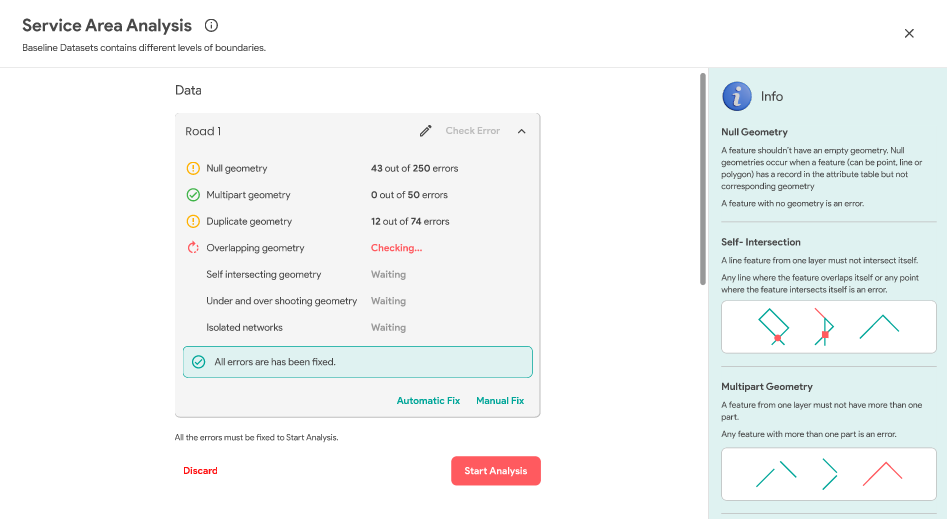 Service Area Analysis
Baseline Datasets contains different levels of boundaries.
Data
Road 1 Check Error
Null geometry 43 out of 250 errors
Multipart geometry 0 out of 50 errors
Duplicate geometry 12 out of 74 errors
Overlapping geometry Checking...
Self intersecting geometry Waiting
Under and over shooting geometry Waiting
Isolated networks Waiting
All errors are has been fixed.
Automatic Fix Manual Fix
All the errors must be fixed to Start Analysis.
Discard Start Analysis
Info
Null Geometry
A feature shouldn't have an empty geometry. Null
geometries occur when a feature (can be point, line or
polygon) has a record in the attribute table but not
corresponding geometry
A feature with no geometry is an error.
Self- Intersection
A line feature from one layer must not intersect itself.
Any line where the feature overlaps itself or any point
where the feature intersects itself is an error.
Multipart Geometry
A feature from one layer must not have more than one
part.
Any feature with more than one part is an error.